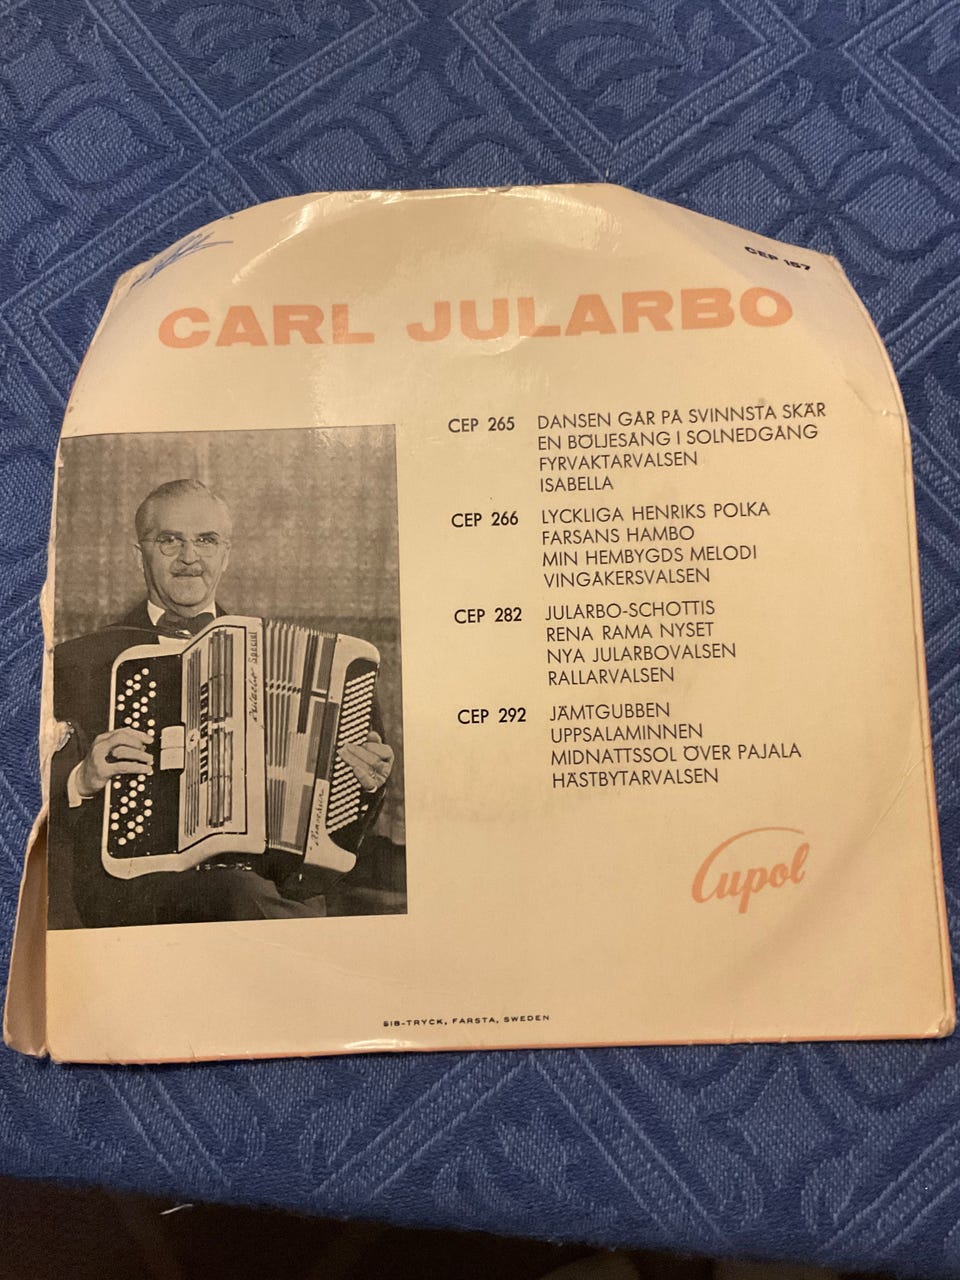 CEP 157
CARL JULARBO
CEP 265 DANSEN GÅR PÅ SVINNSTA SKÄR
EN BÖLJESÅNG I SOLNEDGÅNG
FYRVAKTARVALSEN
ISABELLA
CEP 266 LYCKLIGA HENRIKS POLKA
FARSANS HAMBO
MIN HEMBYGDS MELODI
VINGÅKERSVALSEN
CEP 282 JULARBO-SCHOTTIS
RENA RAMA NYSET
NYA JULARBOVALSEN
RALLARVALSEN
CEP 292 JÄMTGUBBEN
UPPSALAMINNEN
MIDNATTSSOL ÖVER PAJALA
HÄSTBYTARVALSEN
JULARBO
Cupol
SIB-TRYCK, FARSTA, SWEDEN